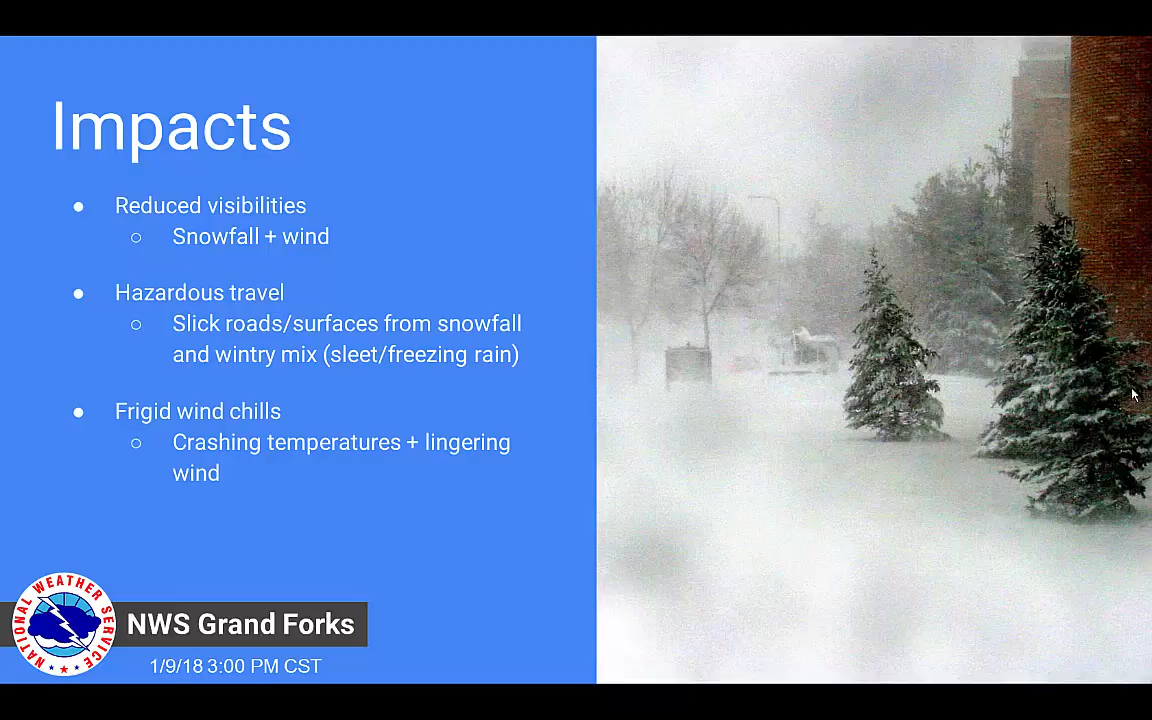 Impacts
● Reduced visibilities
○ Snowfall + wind
● Hazardous travel
○ Slick roads/surfaces from snowfall
and wintry mix (sleet/freezing rain)
● Frigid wind chills
○ Crashing temperatures + lingering
wind
NATIONAL WEATHER SERVICE
NWS Grand Forks
1/9/18 3:00 PM CST